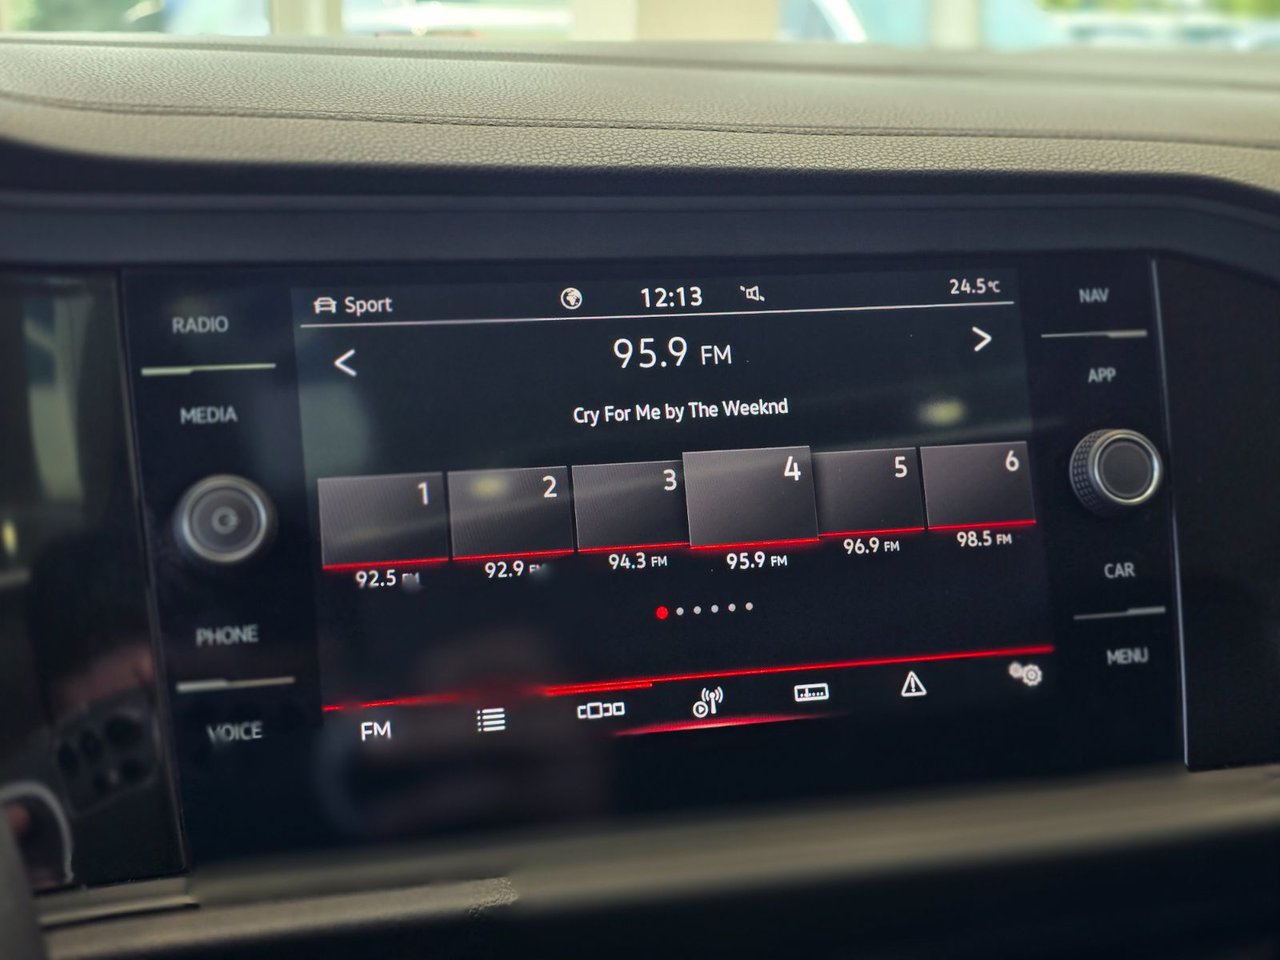 Sport 12:13 24.5°C
RADIO
NAV
95.9 FM
MEDIA
APP
Cry For Me by The Weeknd
1 2 3 4 5 6
92.5 FM 92.9 FM 94.3 FM 95.9 FM 96.9 FM 98.5 FM
PHONE
CAR
VOICE
MENU
FM